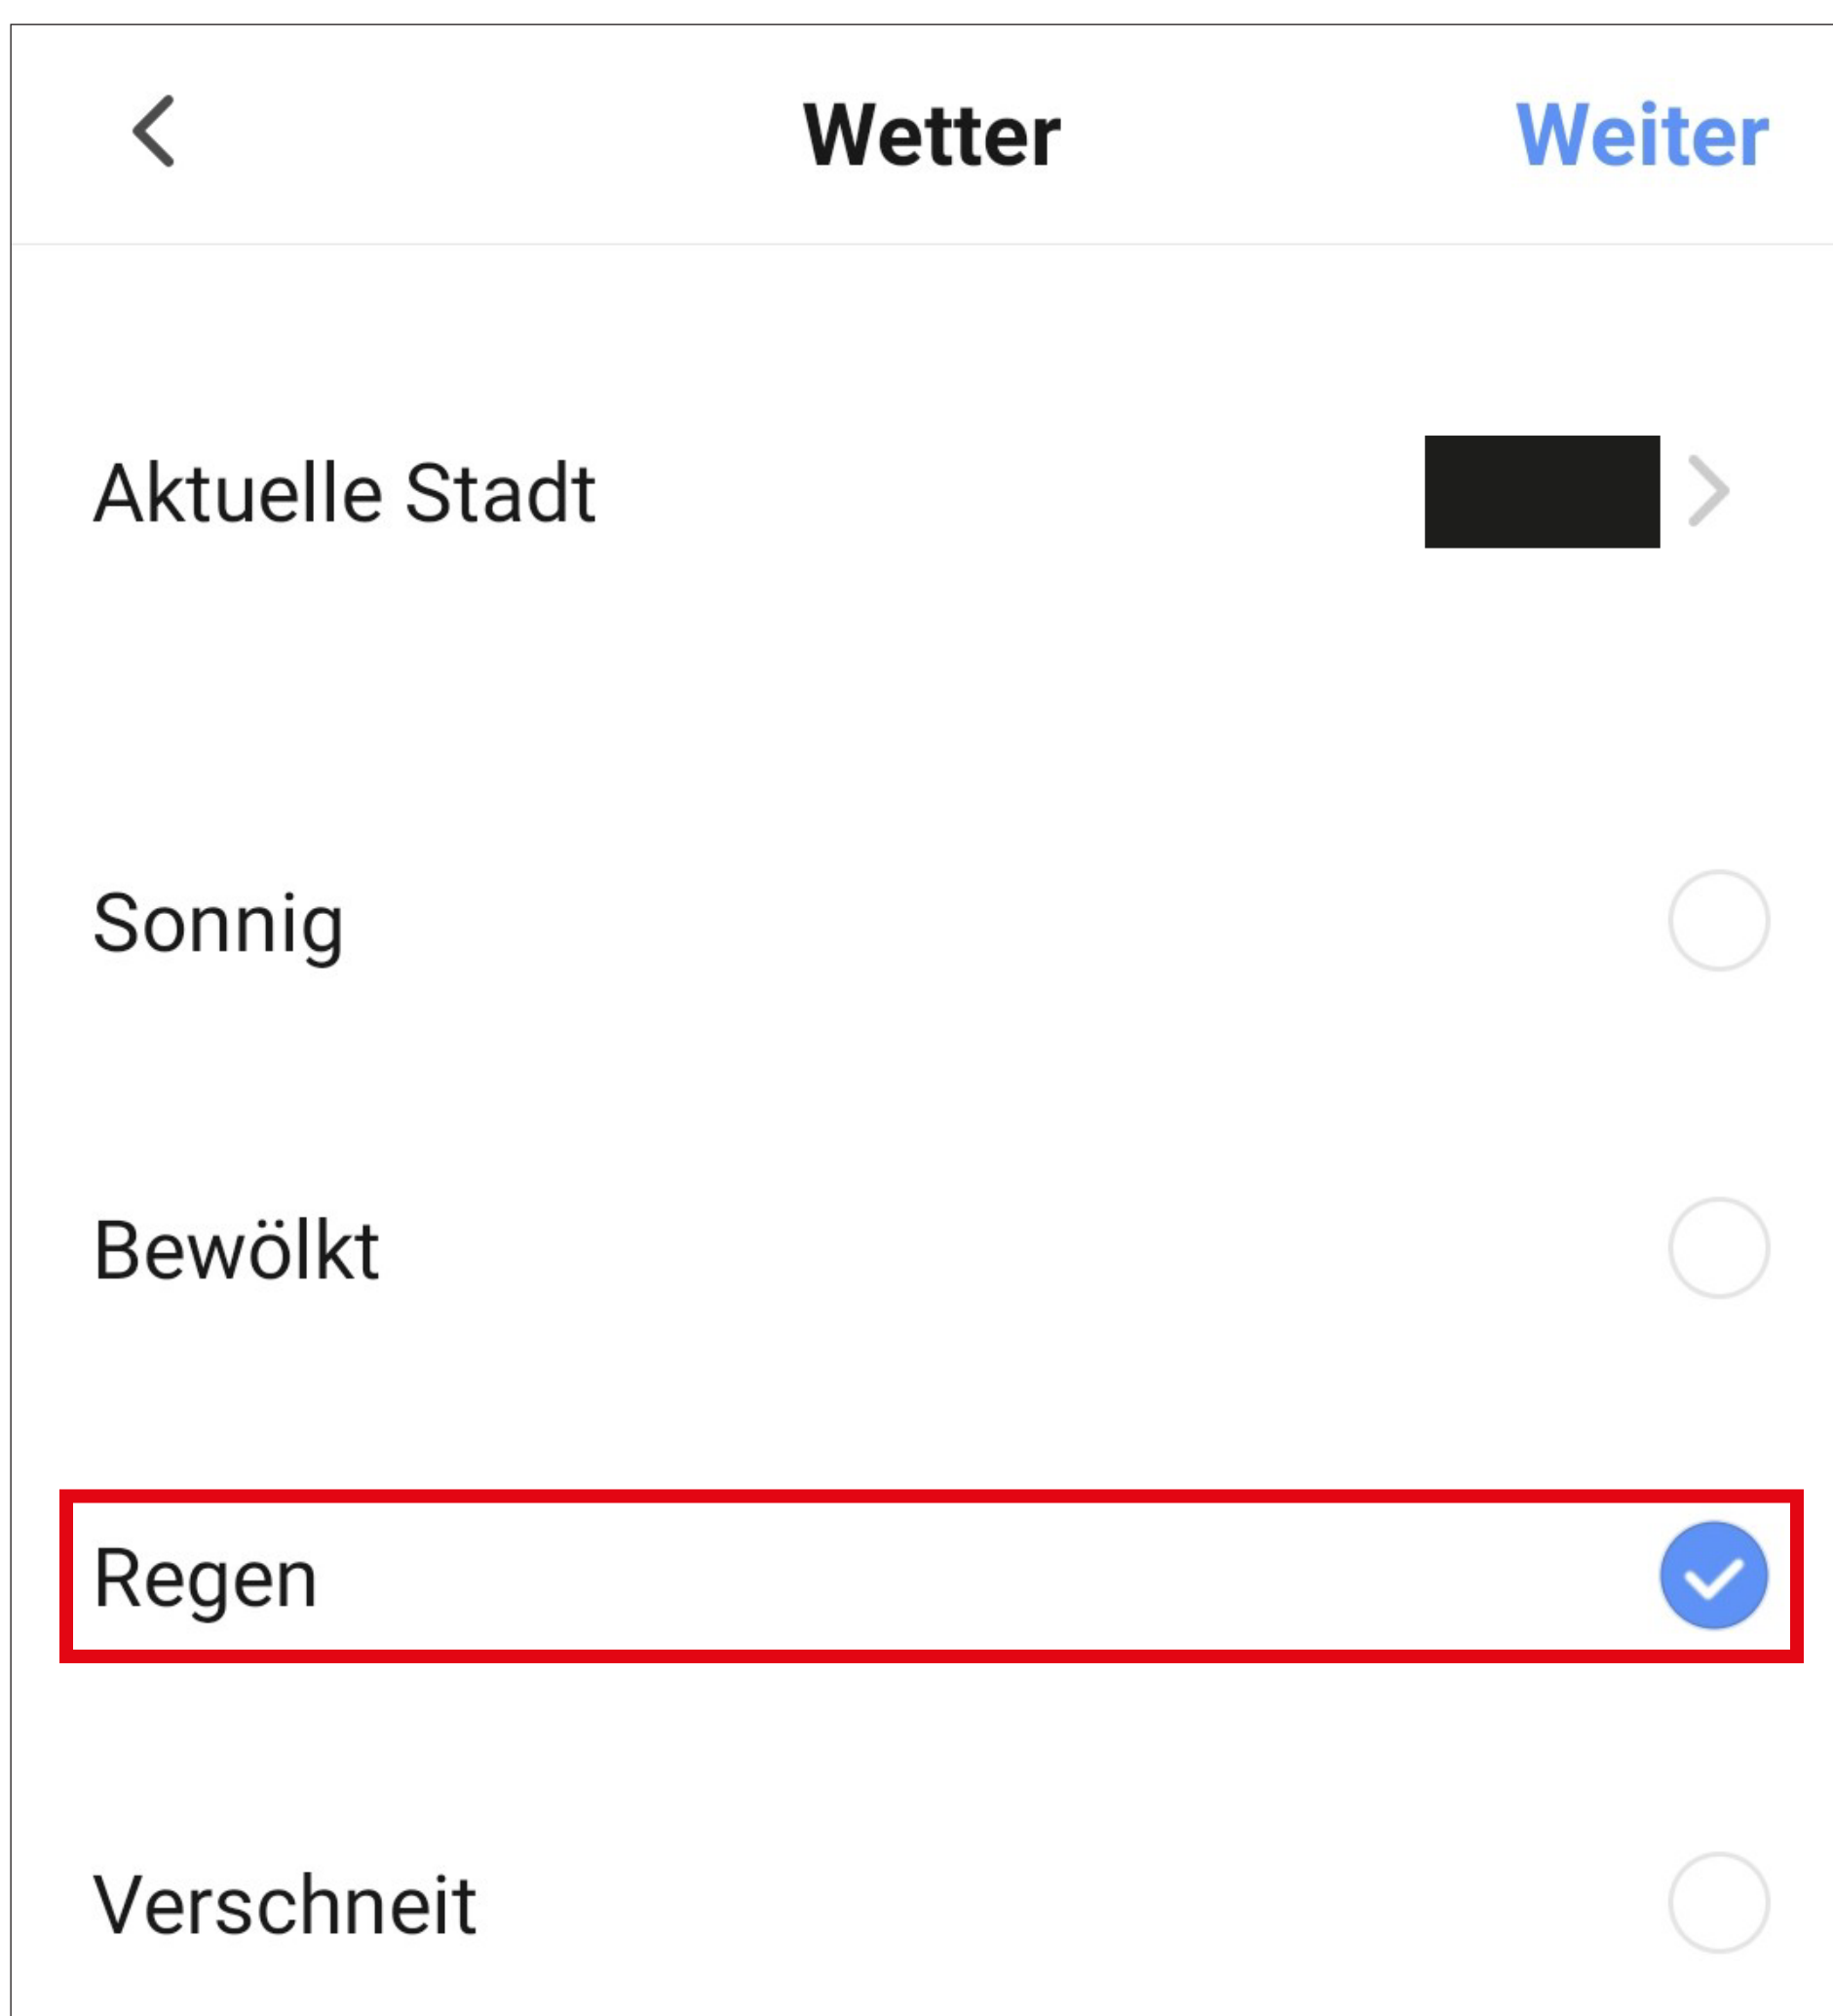 Wetter Weiter
Aktuelle Stadt
Sonnig
Bewölkt
Regen
Verschneit